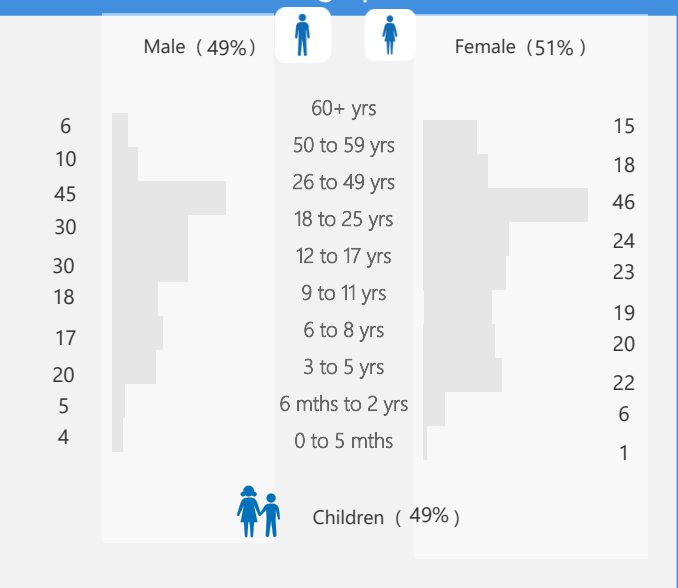 Male ( 49%)
Female (51% )
60+ yrs
6
15
50 to 59 yrs
10
18
26 to 49 yrs
45
46
18 to 25 yrs
30
24
12 to 17 yrs
30
23
9 to 11 yrs
18
19
6 to 8 yrs
17
20
3 to 5 yrs
20
22
6 mths to 2 yrs
5
6
0 to 5 mths
4
1
Children ( 49% )